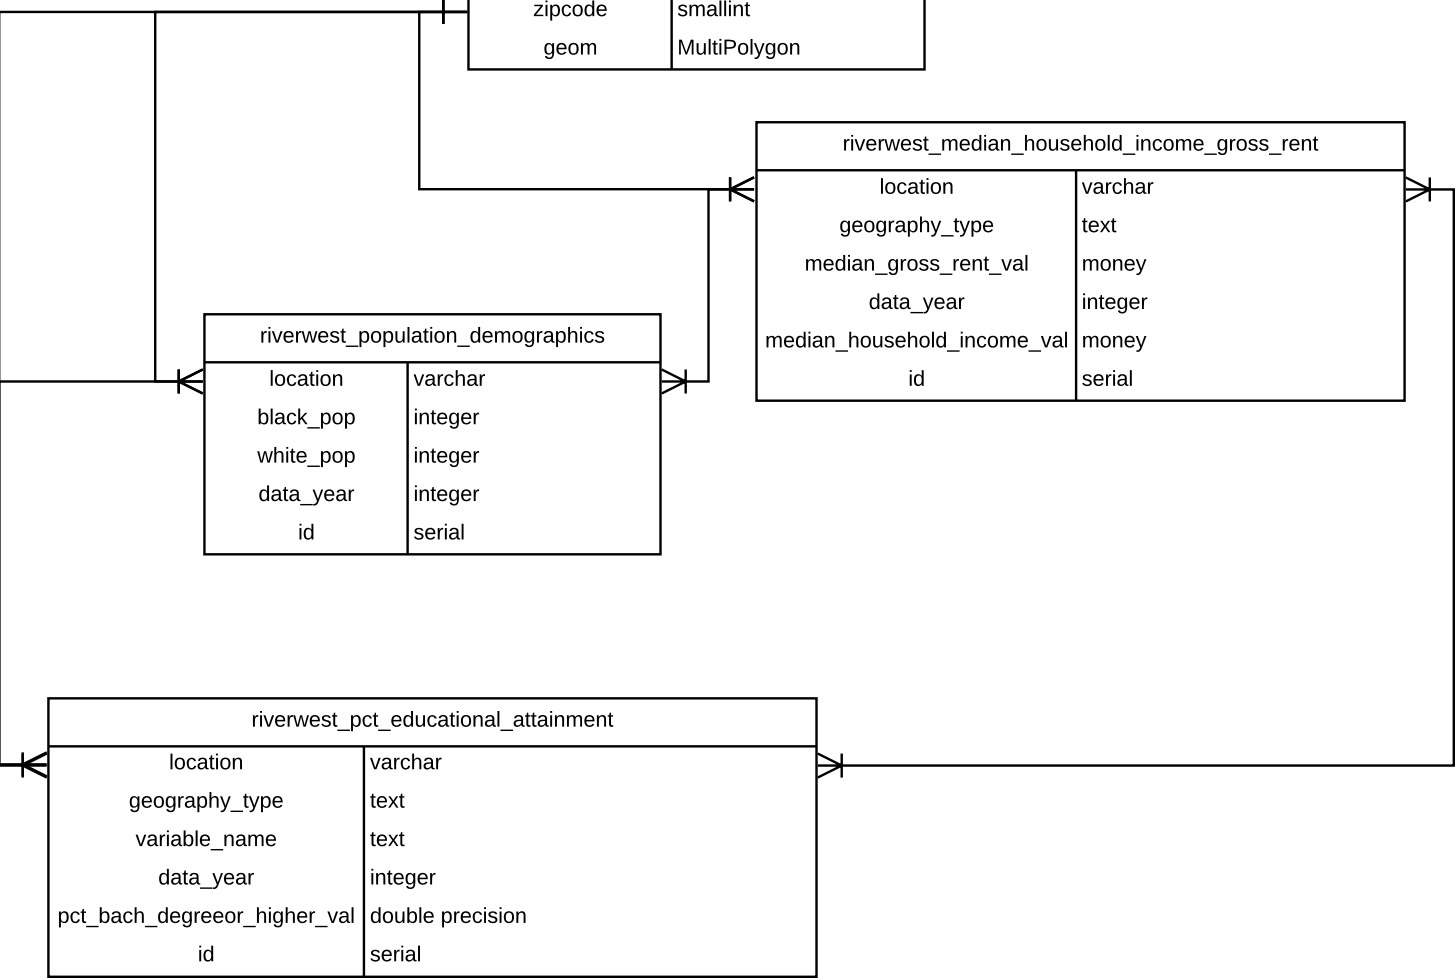 zipcode smallint
geom MultiPolygon
riverwest_median_household_income_gross_rent
location varchar
geography_type text
median_gross_rent_val money
data_year integer
median_household_income_val money
id serial
riverwest_population_demographics
location varchar
black_pop integer
white_pop integer
data_year integer
id serial
riverwest_pct_educational_attainment
location varchar
geography_type text
variable_name text
data_year integer
pct_bach_degreeor_higher_val double precision
id serial